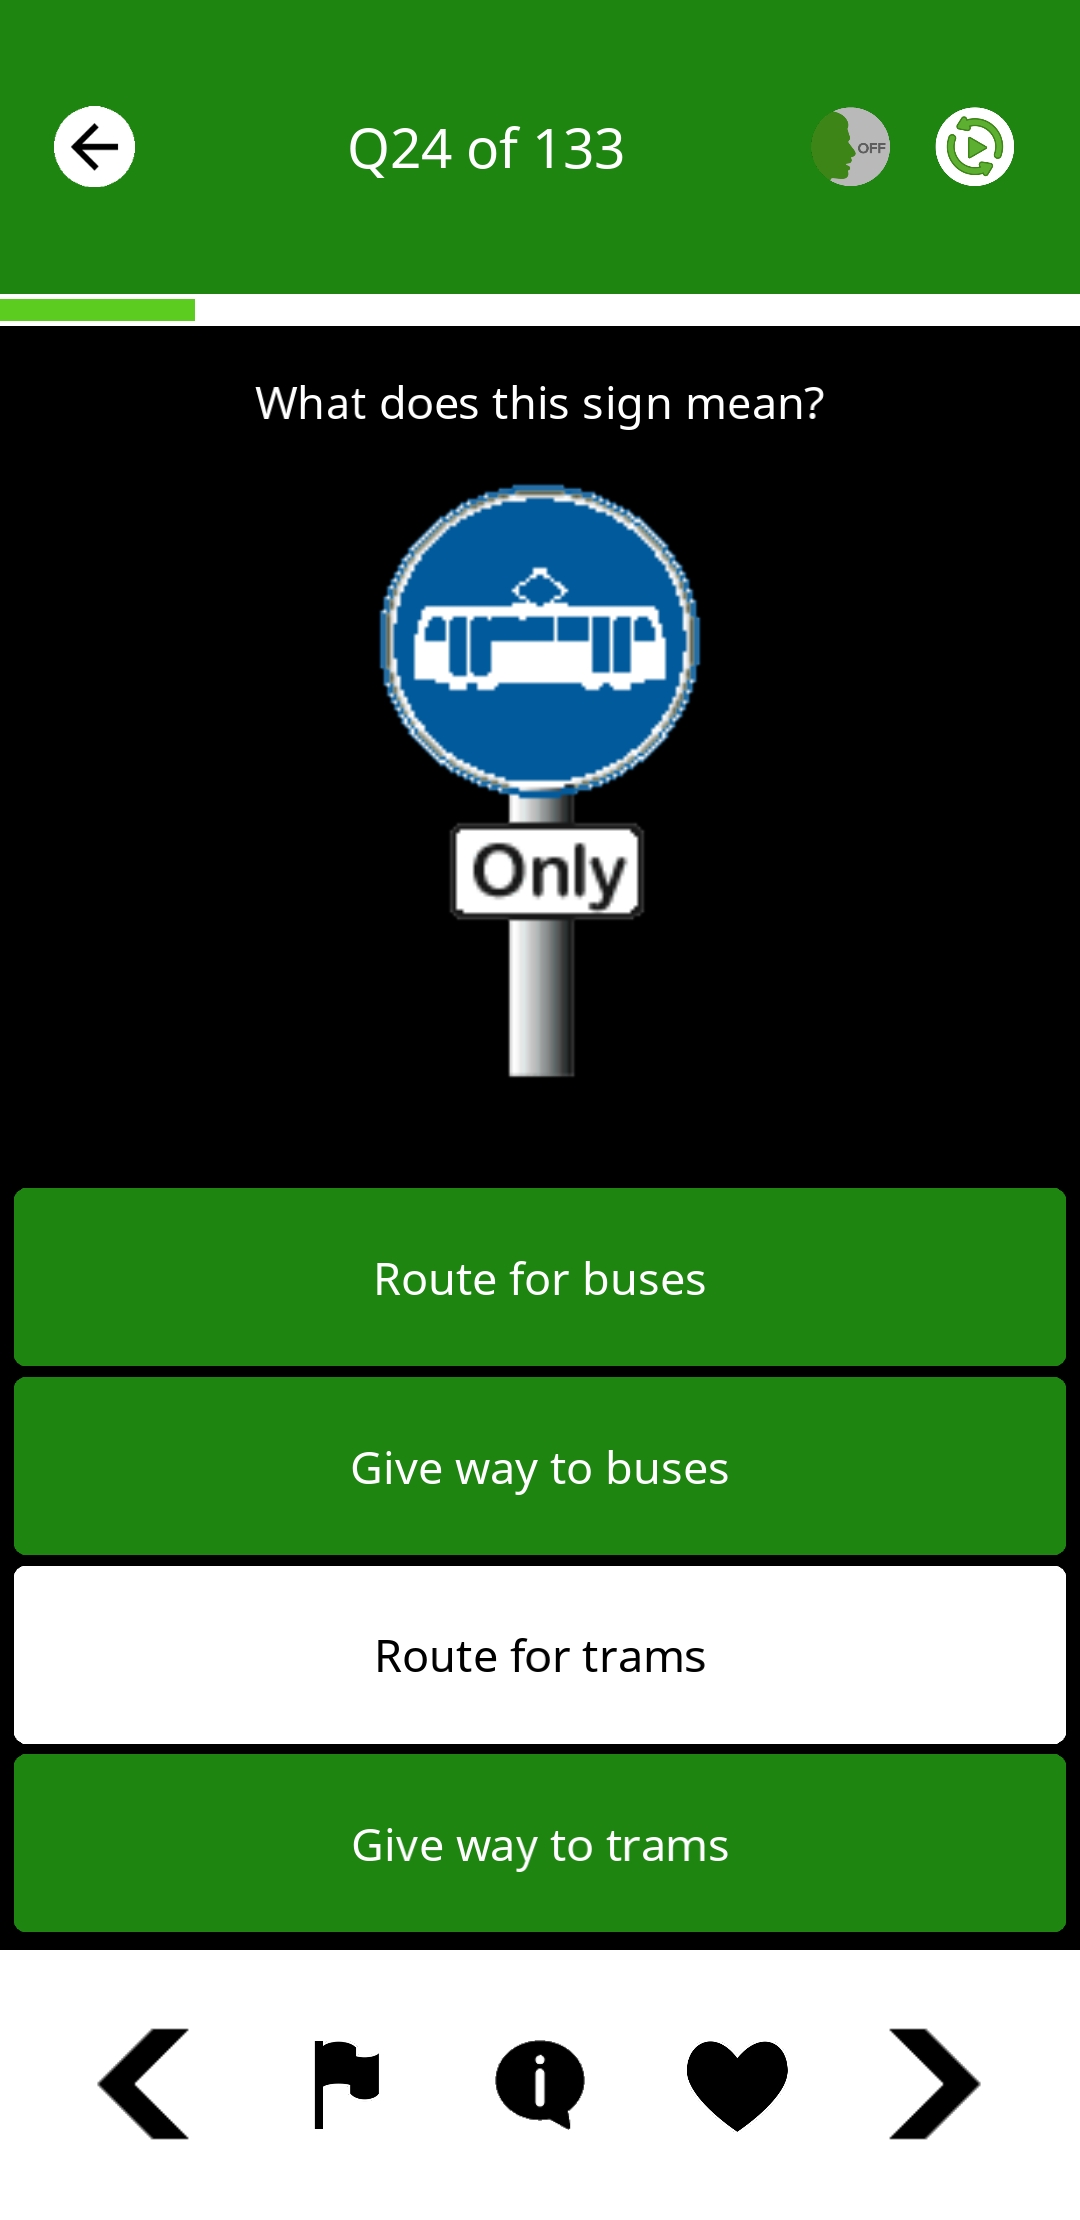 Q24 of 133
OFF
What does this sign mean?
Only
Route for buses
Give way to buses
Route for trams
Give way to trams